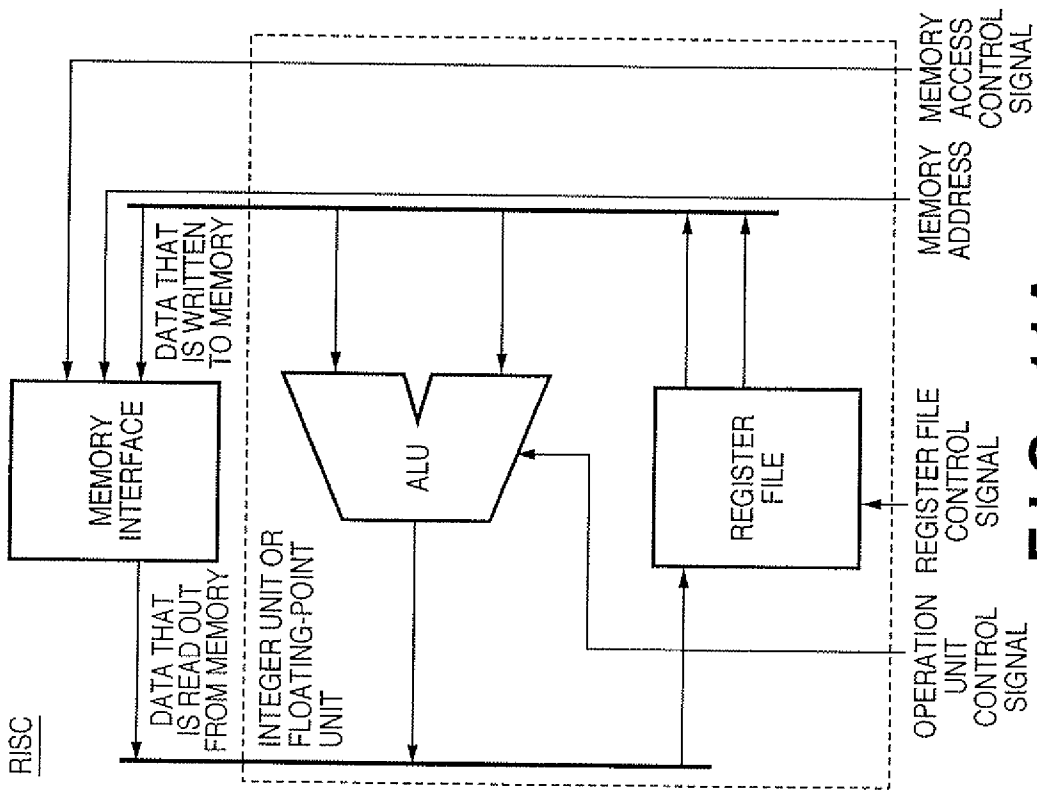 RISC
MEMORY
INTERFACE
DATA THAT
IS READ OUT
FROM MEMORY
DATA THAT
IS WRITTEN
TO MEMORY
INTEGER UNIT OR
FLOATING-POINT
UNIT
ALU
REGISTER
FILE
OPERATION
UNIT
CONTROL
SIGNAL
REGISTER FILE
CONTROL
SIGNAL
MEMORY
ADDRESS
MEMORY
ACCESS
CONTROL
SIGNAL